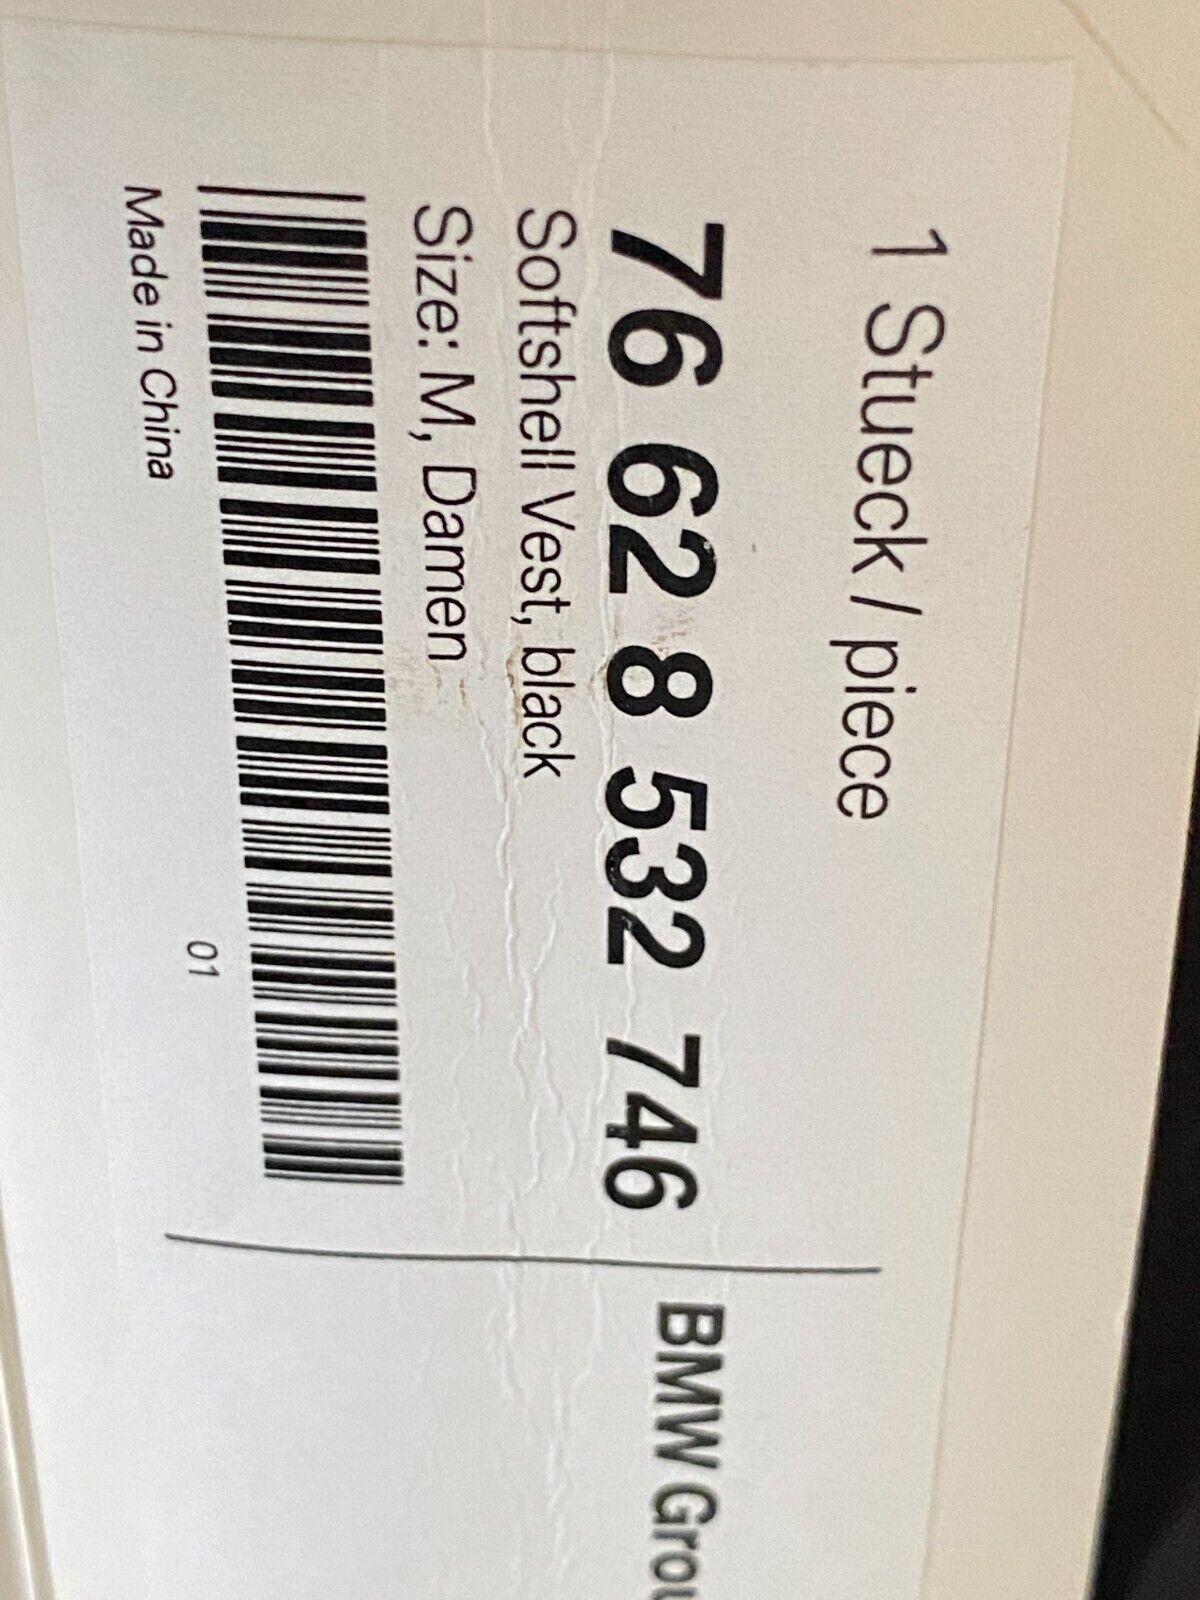 1 Stueck / piece
76 62 8 532 746
Softshell Vest, black
Size: M, Damen
Made in China
01
BMW Grou